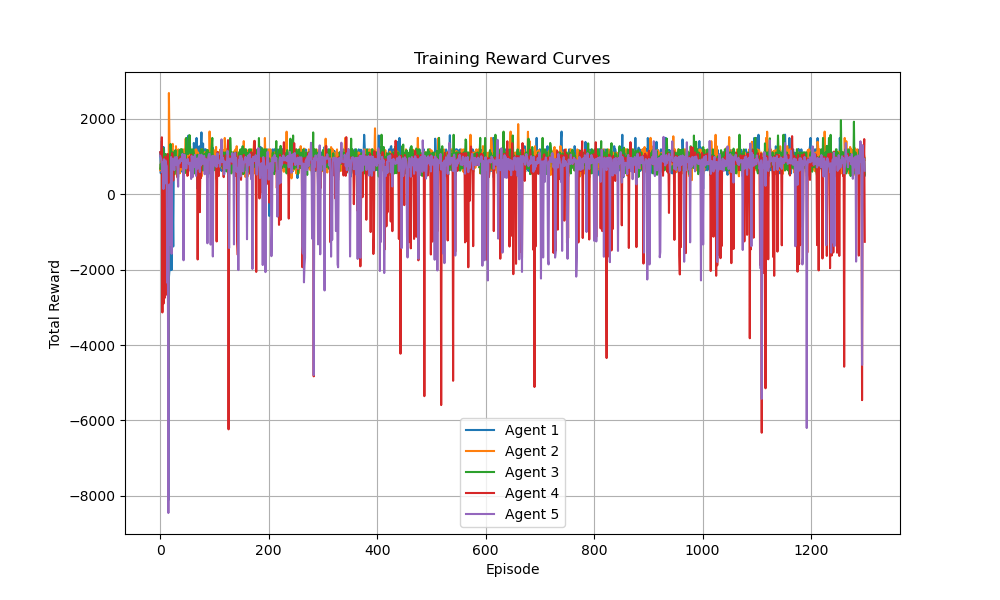 Training Reward Curves
Total Reward
2000
0
−2000
−4000
−6000
−8000
Agent 1
Agent 2
Agent 3
Agent 4
Agent 5
0 200 400 600 800 1000 1200
Episode